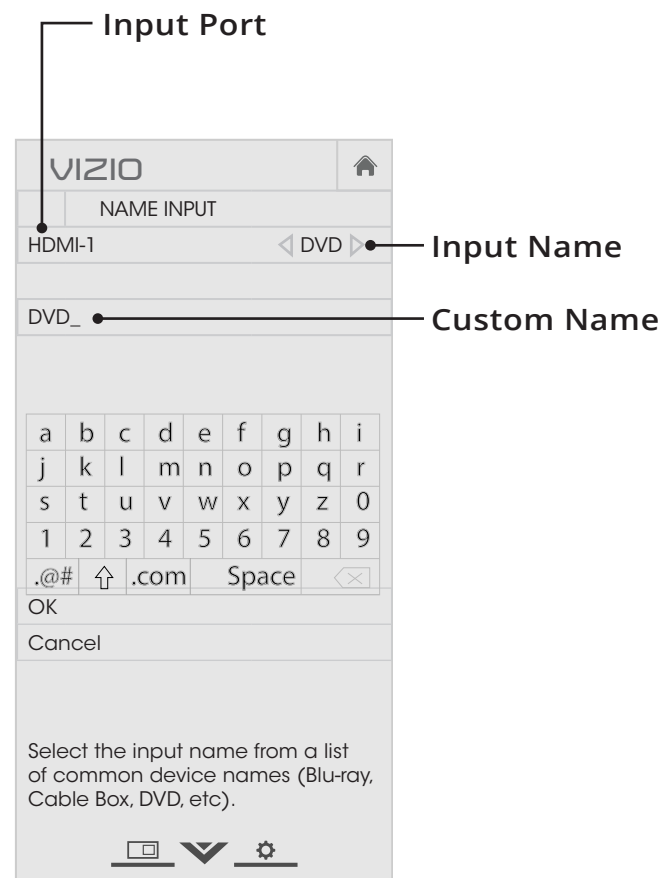 Input Port
VIZIO
NAME INPUT
HDMI-1 DVD Input Name
DVD_ Custom Name
a b c d e f g h i
j k l m n o p q r
s t u v w x y z 0
1 2 3 4 5 6 7 8 9
.@# .com Space
OK
Cancel
Select the input name from a list
of common device names (Blu-ray,
Cable Box, DVD, etc).